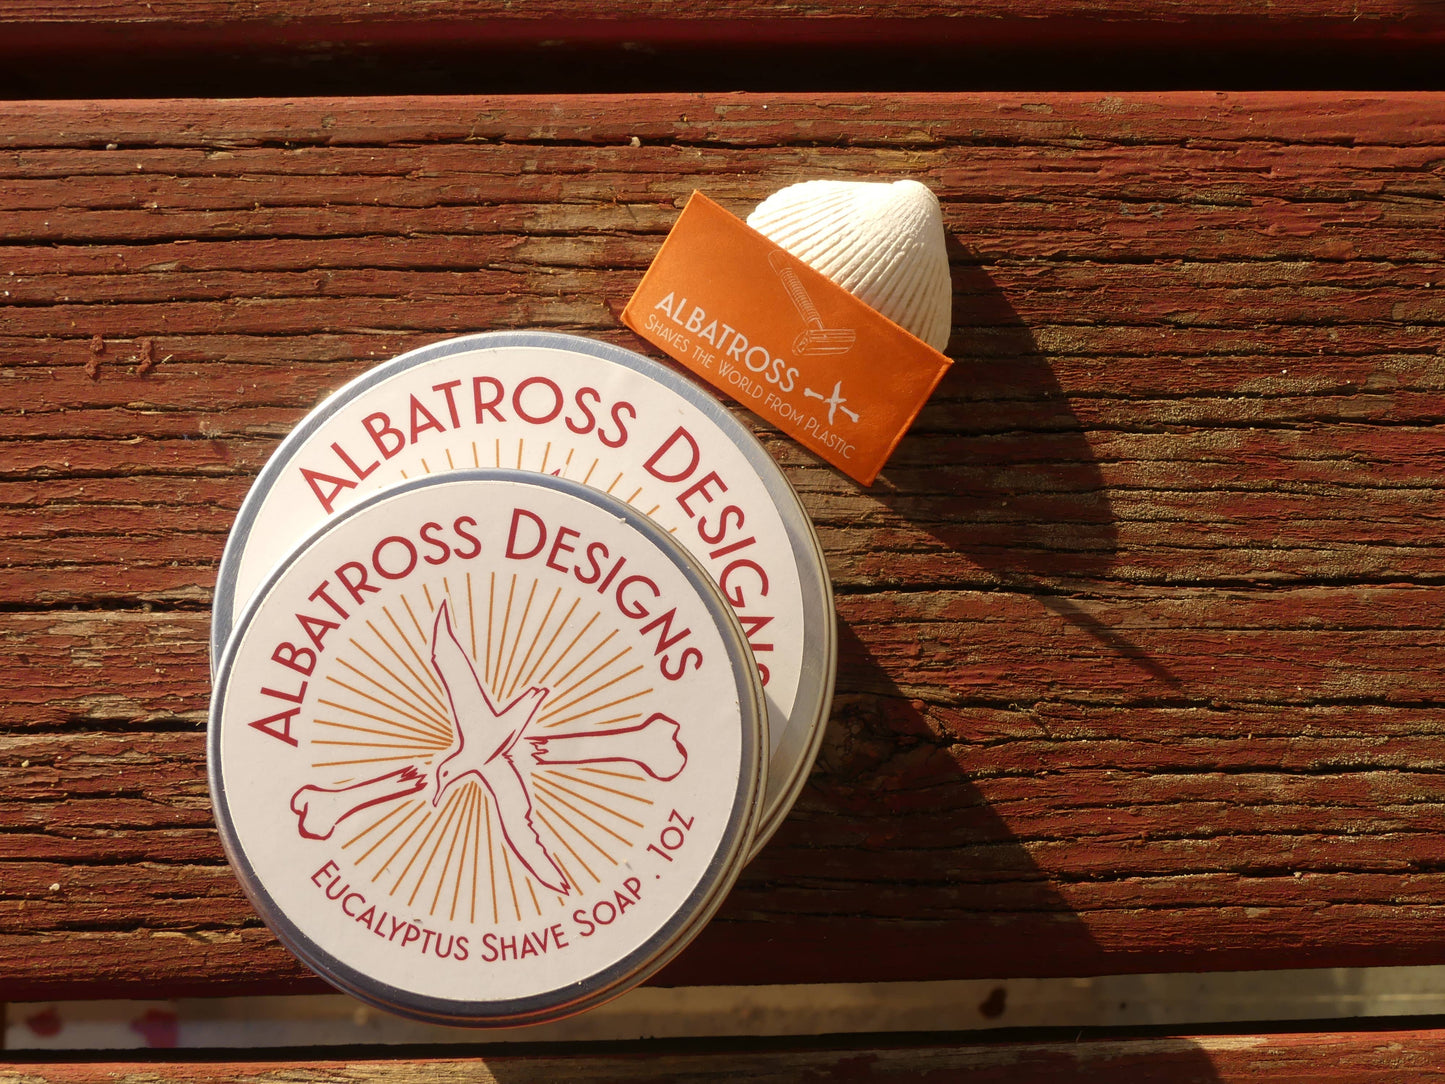 ALBATROSS
SHAVES THE WORLD FROM PLASTIC
ALBATROSS DESIGNS
ALBATROSS DESIGNS
EUCALYPTUS SHAVE SOAP . 1OZ